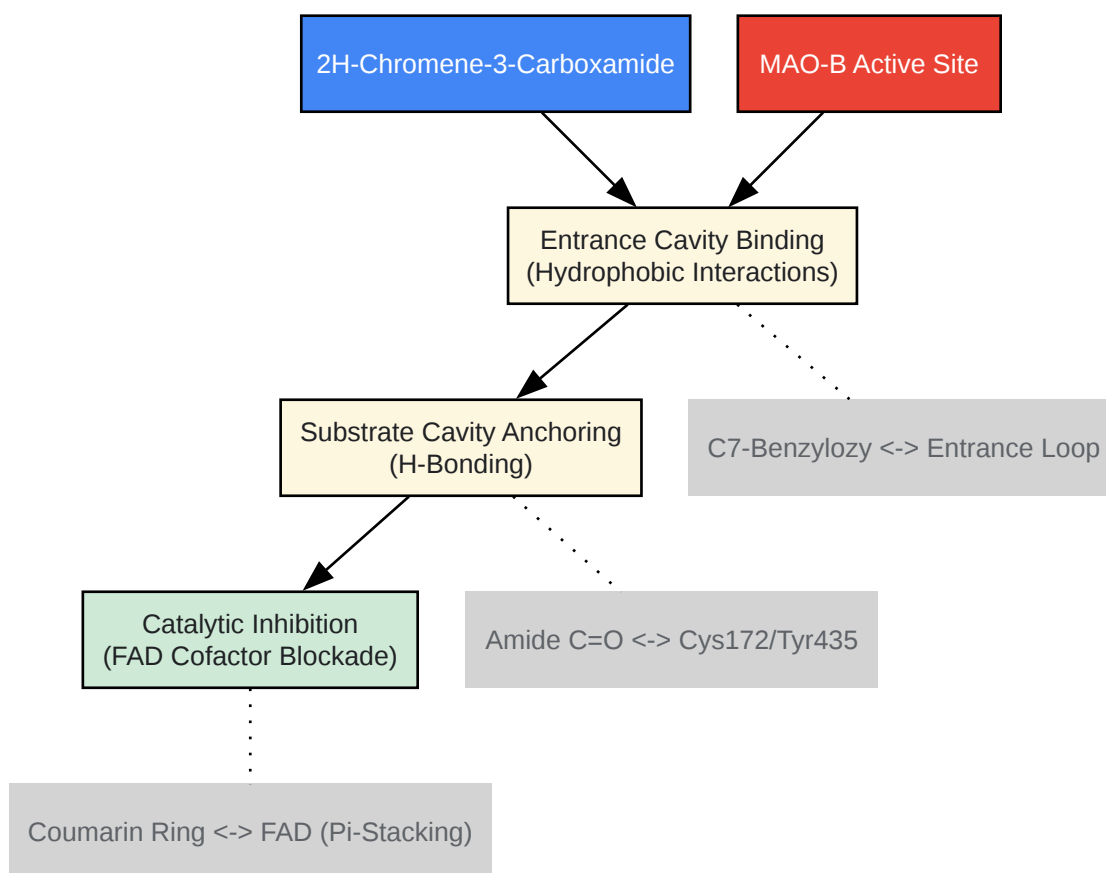 2H-Chromene-3-Carboxamide
MAO-B Active Site
Entrance Cavity Binding
(Hydrophobic Interactions)
Substrate Cavity Anchoring
(H-Bonding)
C7-Benzylozy <-> Entrance Loop
Catalytic Inhibition
(FAD Cofactor Blockade)
Amide C=O <-> Cys172/Tyr435
Coumarin Ring <-> FAD (Pi-Stacking)